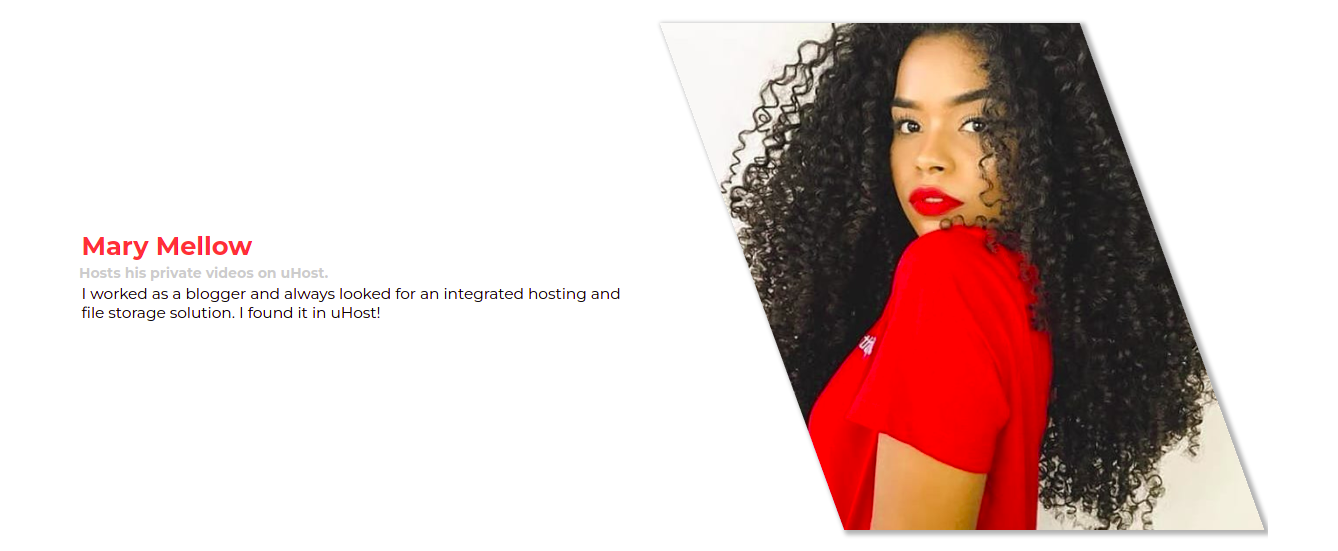 Mary Mellow
Hosts his private videos on uHost.
I worked as a blogger and always looked for an integrated hosting and
file storage solution. I found it in uHost!